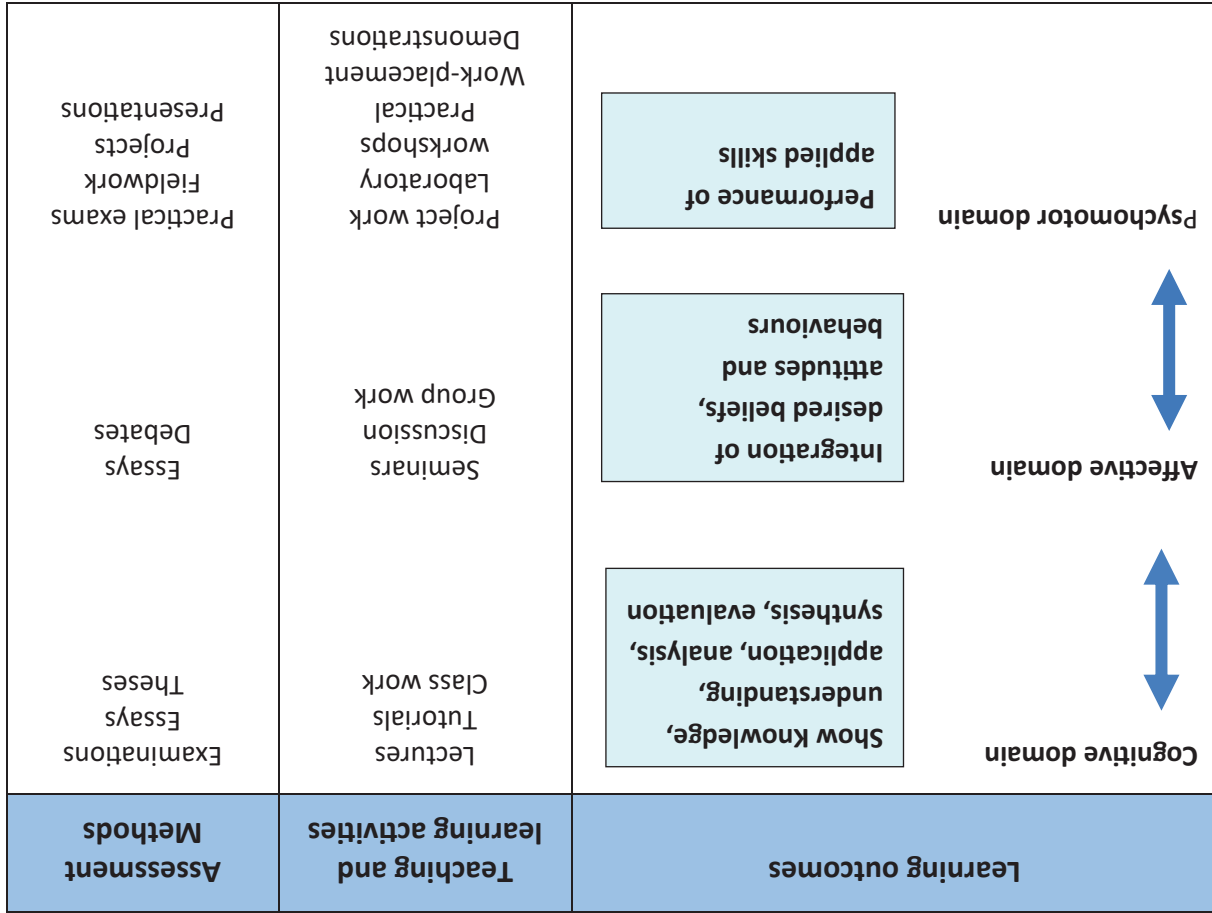 Learning outcomes
Teaching and
learning activities
Assessment
Methods
Cognitive domain
Show Knowledge,
understanding,
application, analysis,
synthesis, evaluation
Lectures
Tutorials
Class work
Examinations
Essays
Theses
Affective domain
Integration of
desired beliefs,
attitudes and
behaviours
Seminars
Discussion
Group work
Essays
Debates
Psychomotor domain
Performance of
applied skills
Project work
Laboratory
workshops
Practical
Work-placement
Demonstrations
Practical exams
Fieldwork
Projects
Presentations